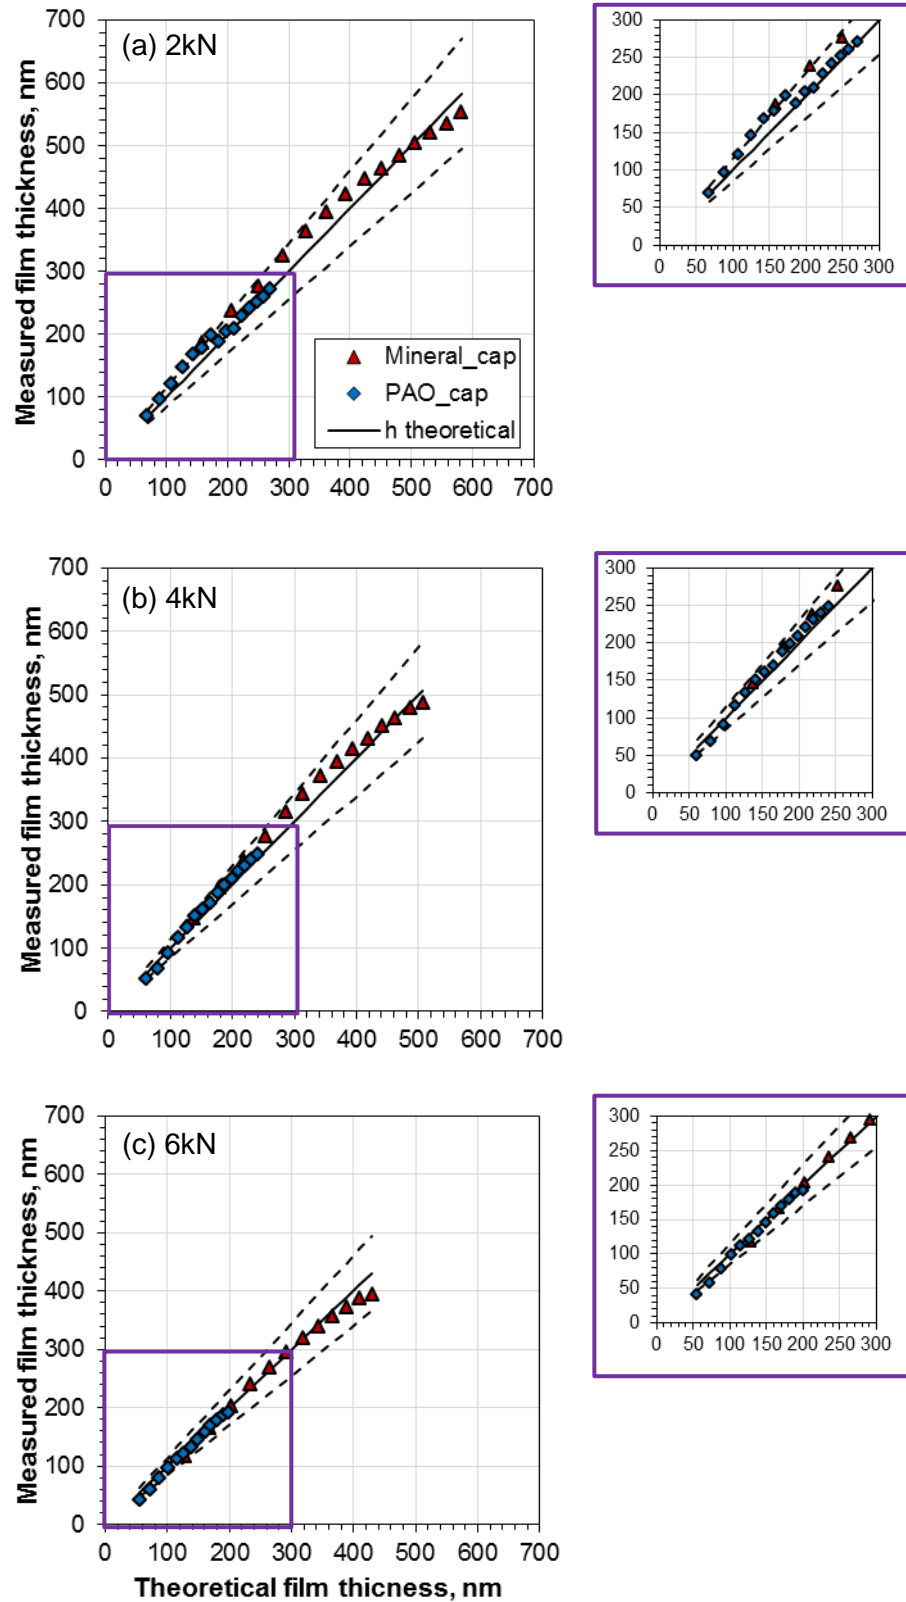 (a) 2kN
Measured film thickness, nm
700
600
500
400
300
200
100
0
0 100 200 300 400 500 600 700
Mineral_cap
PAO_cap
h theoretical
300
250
200
150
100
50
0
0 50 100 150 200 250 300
(b) 4kN
Measured film thickness, nm
700
600
500
400
300
200
100
0
0 100 200 300 400 500 600 700
300
250
200
150
100
50
0
0 50 100 150 200 250 300
(c) 6kN
Measured film thickness, nm
700
600
500
400
300
200
100
0
0 100 200 300 400 500 600 700
Theoretical film thicness, nm
300
250
200
150
100
50
0
0 50 100 150 200 250 300